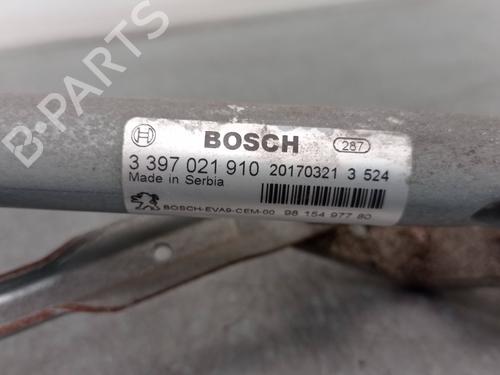 BOSCH 287
3 397 021 910 20170321 3 524
Made in Serbia
BOSCH-EVA9-CEM-00 98 154 977 80
B-PARTS